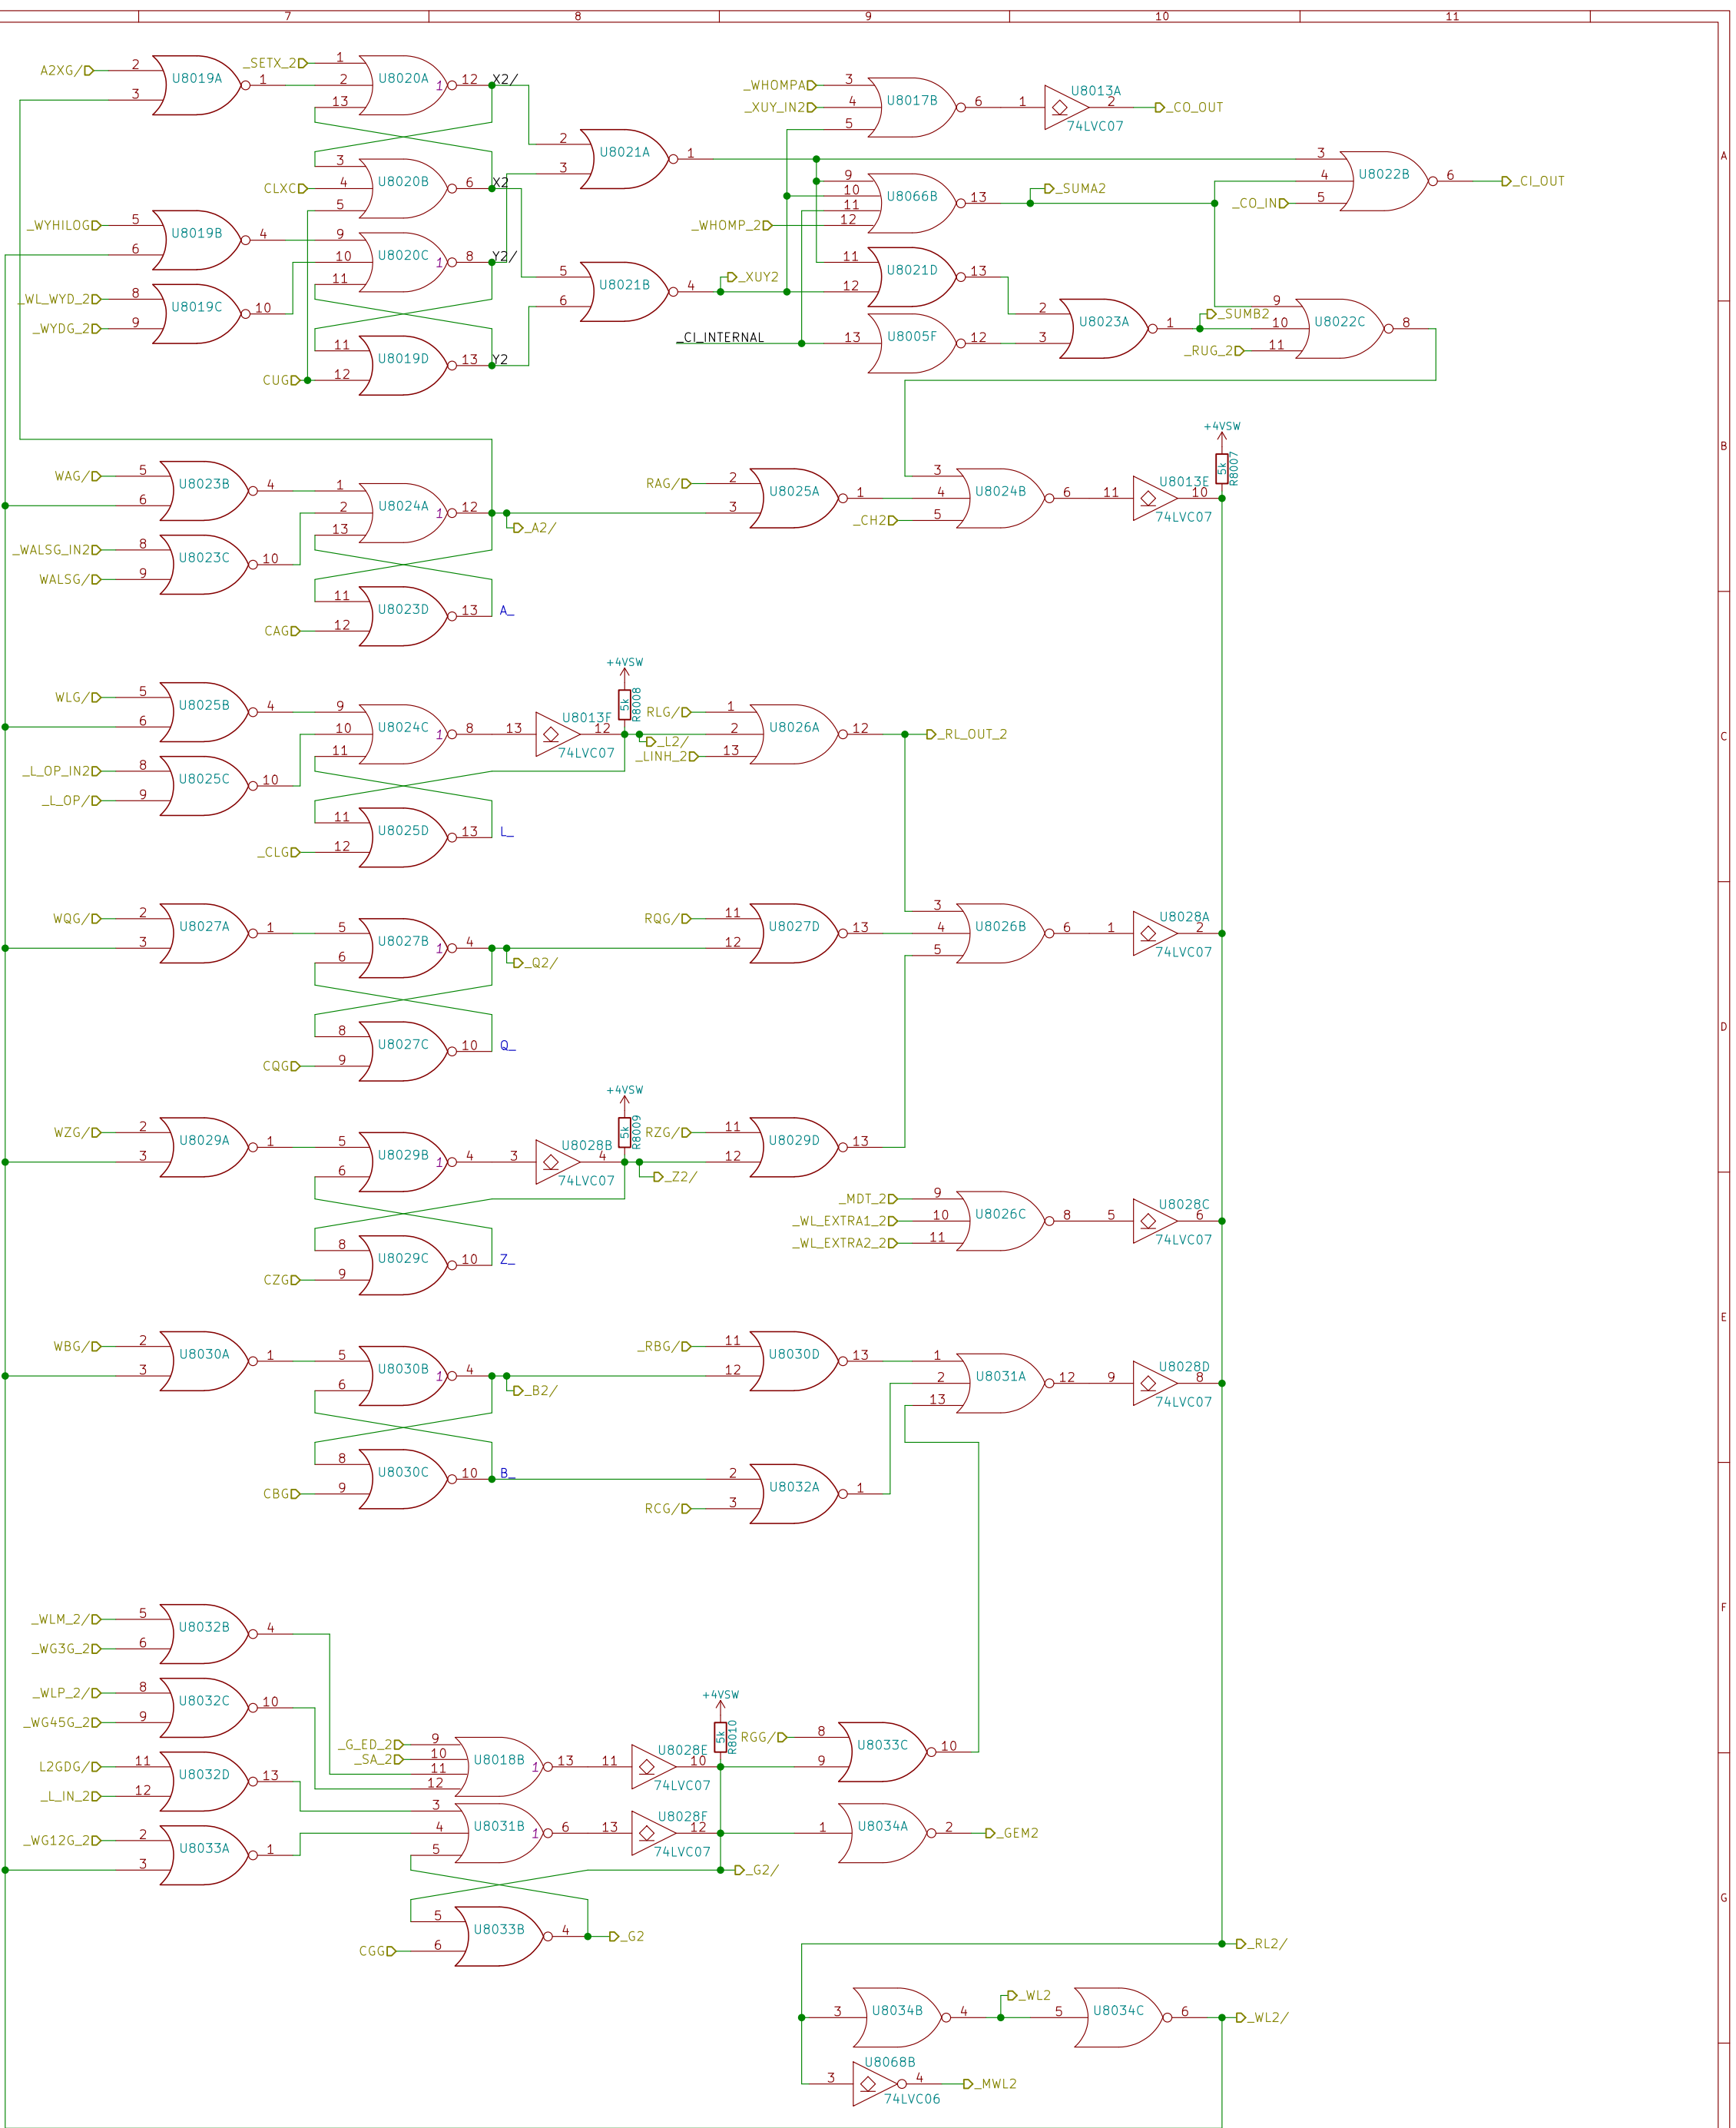 7 8 9 10 11
A2XG/ 2 3 U8019A 1
_SETX_2 1 2 13 U8020A 1 12 X2/
_WHOMPA 3 _XUY_IN2 4 5 U8017B 6 1 U8013A 2 74LVC07 _CO_OUT
A
2 3 U8021A 1
3 CLXC 4 5 U8020B 6 X2
9 10 11 _WHOMP_2 12 U8066B 13 _SUMA2
3 4 _CO_IN 5 U8022B 6 _CI_OUT
_WYHILOG 5 6 U8019B 4
9 10 11 U8020C 1 8 Y2/
_WL_WYD_2 8 _WYDG_2 9 U8019C 10
5 6 U8021B 4 _XUY2
11 12 U8021D 13
_CI_INTERNAL 13 U8005F 12
2 3 U8023A 1 _SUMB2
9 10 _RUG_2 11 U8022C 8
11 CUG 12 U8019D 13 Y2
B
WAG/ 5 6 U8023B 4
1 2 13 U8024A 1 12 _A2/
RAG/ 2 3 U8025A 1
3 4 _CH2 5 U8024B 6 11 U8013E 10 74LVC07
+4VSW 5k R8007
_WALSG_IN2 8 WALSG/ 9 U8023C 10
11 CAG 12 U8023D 13 A_
C
WLG/ 5 6 U8025B 4
9 10 11 U8024C 1 8 13 U8013F 12 74LVC07
+4VSW 5k R8008
_L2/
RLG/ 1 2 _LINH_2 13 U8026A 12 _RL_OUT_2
_L_OP_IN2 8 _L_OP/ 9 U8025C 10
11 _CLG 12 U8025D 13 L_
D
WQG/ 2 3 U8027A 1
5 6 U8027B 1 4 _Q2/
RQG/ 11 12 U8027D 13
3 4 5 U8026B 6 1 U8028A 2 74LVC07
8 CQG 9 U8027C 10 Q_
WZG/ 2 3 U8029A 1
5 6 U8029B 1 4 3 U8028B 4 74LVC07
+4VSW 5k R8009
_Z2/
RZG/ 11 12 U8029D 13
_MDT_2 9 _WL_EXTRA1_2 10 _WL_EXTRA2_2 11 U8026C 8 5 U8028C 6 74LVC07
8 CZG 9 U8029C 10 Z_
E
WBG/ 2 3 U8030A 1
5 6 U8030B 1 4 _B2/
_RBG/ 11 12 U8030D 13
1 2 13 U8031A 12 9 U8028D 8 74LVC07
8 CBG 9 U8030C 10 B_
2 RCG/ 3 U8032A 1
F
_WLM_2/ 5 _WG3G_2 6 U8032B 4
_WLP_2/ 8 _WG45G_2 9 U8032C 10
_G_ED_2 9 _SA_2 10 11 12 U8018B 1 13 11 U8028E 10 74LVC07
+4VSW 5k R8010
RGG/ 8 9 U8033C 10
L2GDG/ 11 _L_IN_2 12 U8032D 13
3 4 5 U8031B 1 6 13 U8028F 12 74LVC07
1 U8034A 2 _GEM2
_WG12G_2 2 3 U8033A 1
_G2/
G
5 CGG 6 U8033B 4 _G2
_RL2/
3 U8034B 4 _WL2 5 U8034C 6 _WL2/
3 U8068B 4 74LVC06 _MWL2